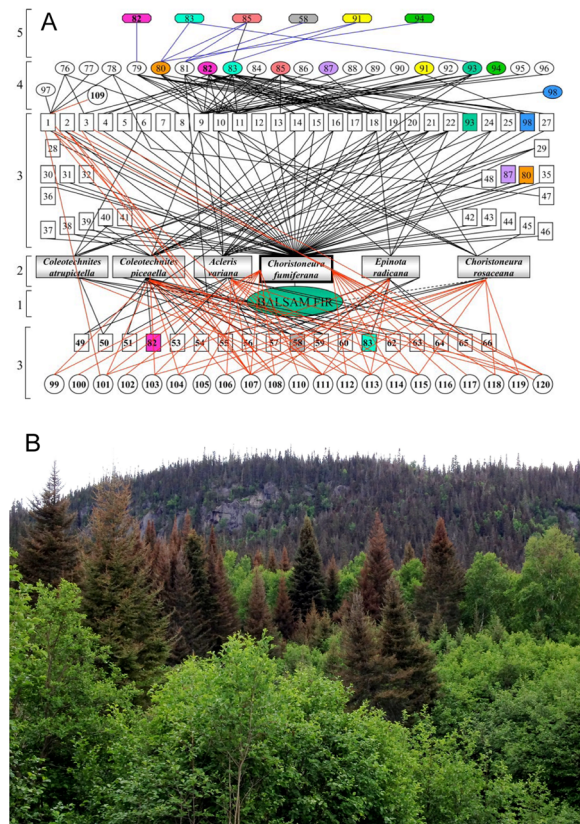 A
5
82 83 85 58 91 94
4
76 77 78 79 80 81 82 83 84 85 86 87 88 89 90 91 92 93 94 95 96
97 109 98
1 2 3 4 5 6 7 8 9 10 11 12 13 14 15 16 17 18 19 20 21 22 93 24 25 98 27
28 29
3
30 31 32 48 87 80 35
36 47
37 38 39 40 41 42 43 44 45 46
2
Coleotechnites Coleotechnites Acleris Choristoneura Epinota Choristoneura
atrupictella piceaella variana fumiferana radicana rosaceana
1
BALSAM FIR
3
49 50 51 82 53 54 55 56 57 58 59 60 83 62 63 64 65 66
99 100 101 102 103 104 105 106 107 108 110 111 112 113 114 115 116 117 118 119 120
B